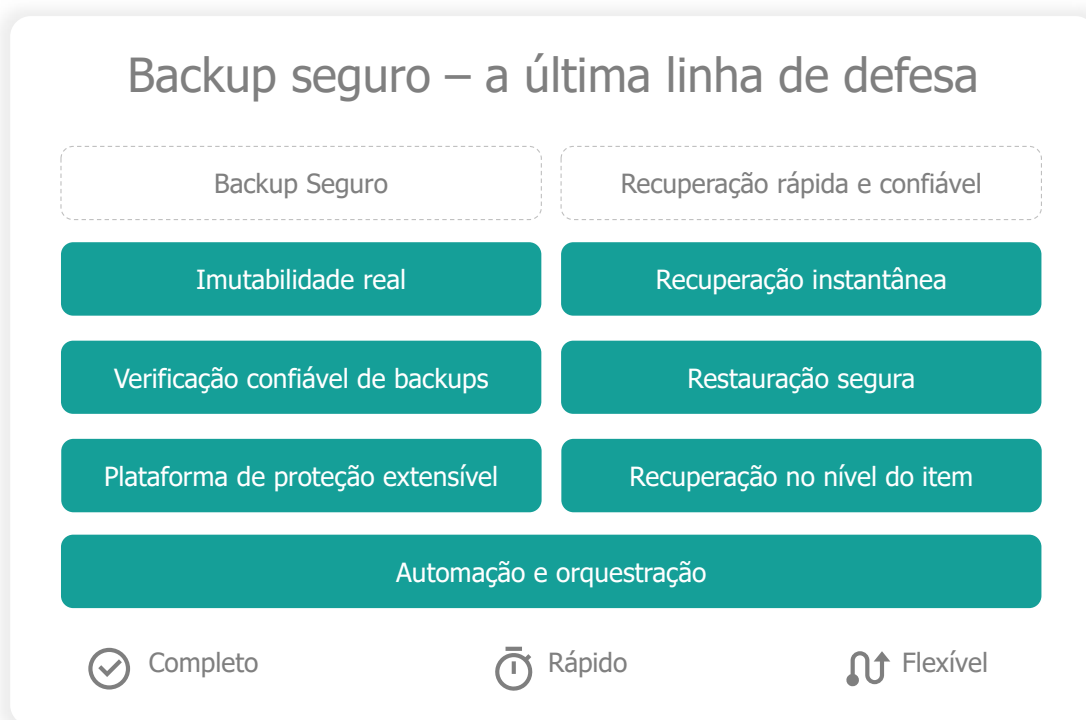 Backup seguro – a última linha de defesa
Backup Seguro
Recuperação rápida e confiável
Imutabilidade real
Recuperação instantânea
Verificação confiável de backups
Restauração segura
Plataforma de proteção extensível
Recuperação no nível do item
Automação e orquestração
Completo
Rápido
Flexível